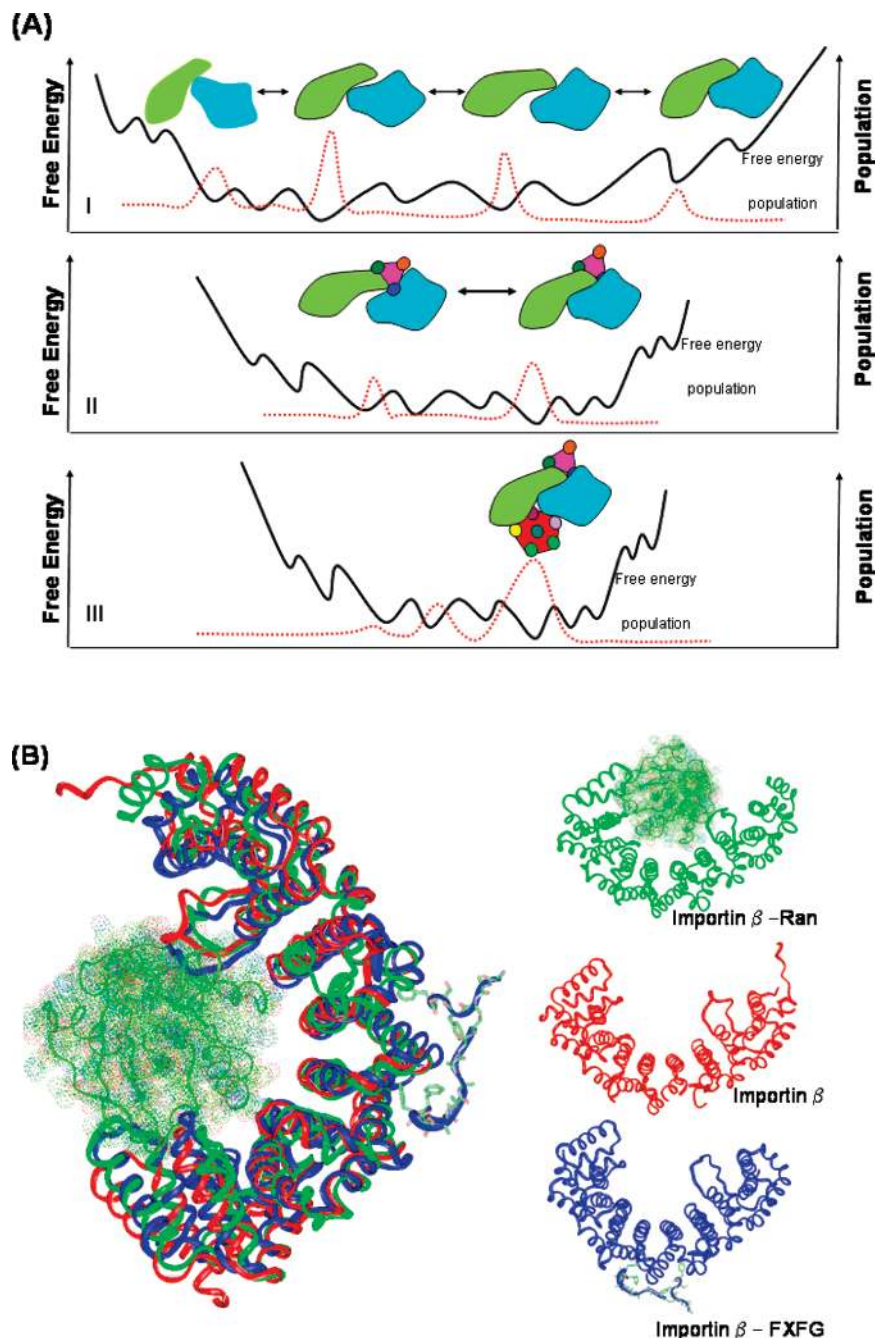 (A)
Free Energy
Population
Free energy
population
I
Free Energy
Population
Free energy
population
II
Free Energy
Population
Free energy
population
III
(B)
Importin β –Ran
Importin β
Importin β – FXFG